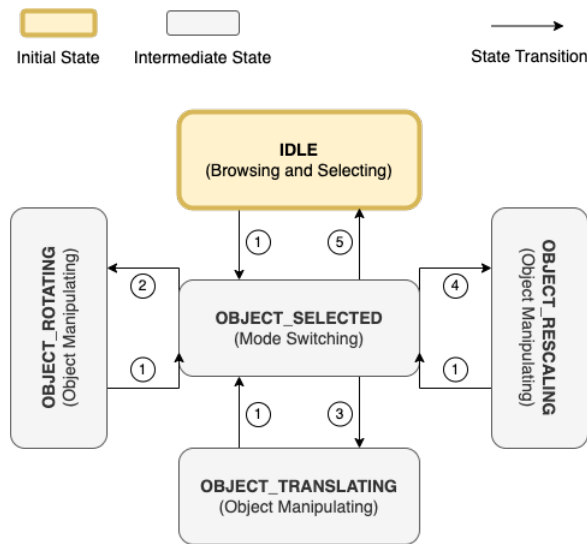 Initial State
Intermediate State
State Transition
IDLE
(Browsing and Selecting)
1
5
OBJECT_ROTATING
(Object Manipulating)
2
1
OBJECT_SELECTED
(Mode Switching)
4
1
OBJECT_RESCALING
(Object Manipulating)
1
3
OBJECT_TRANSLATING
(Object Manipulating)